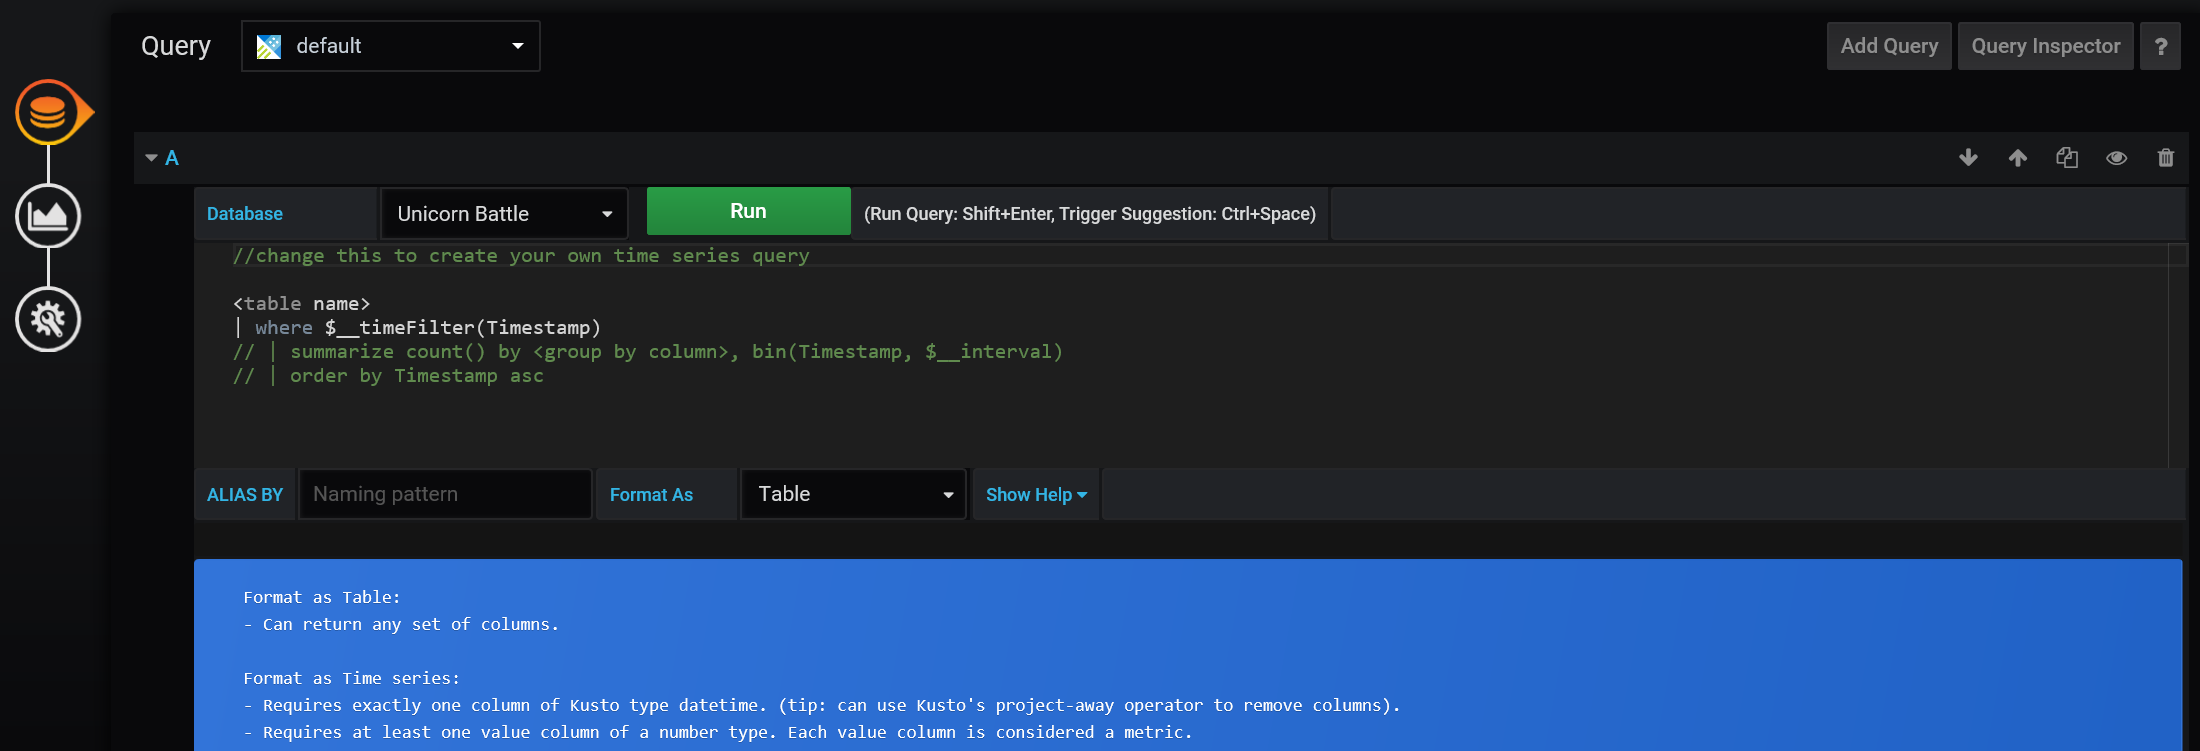 Query default Add Query Query Inspector ?
A
Database Unicorn Battle Run (Run Query: Shift+Enter, Trigger Suggestion: Ctrl+Space)
//change this to create your own time series query
<table name>
| where $__timeFilter(Timestamp)
// | summarize count() by <group by column>, bin(Timestamp, $__interval)
// | order by Timestamp asc
ALIAS BY Naming pattern Format As Table Show Help
Format as Table:
- Can return any set of columns.
Format as Time series:
- Requires exactly one column of Kusto type datetime. (tip: can use Kusto's project-away operator to remove columns).
- Requires at least one value column of a number type. Each value column is considered a metric.